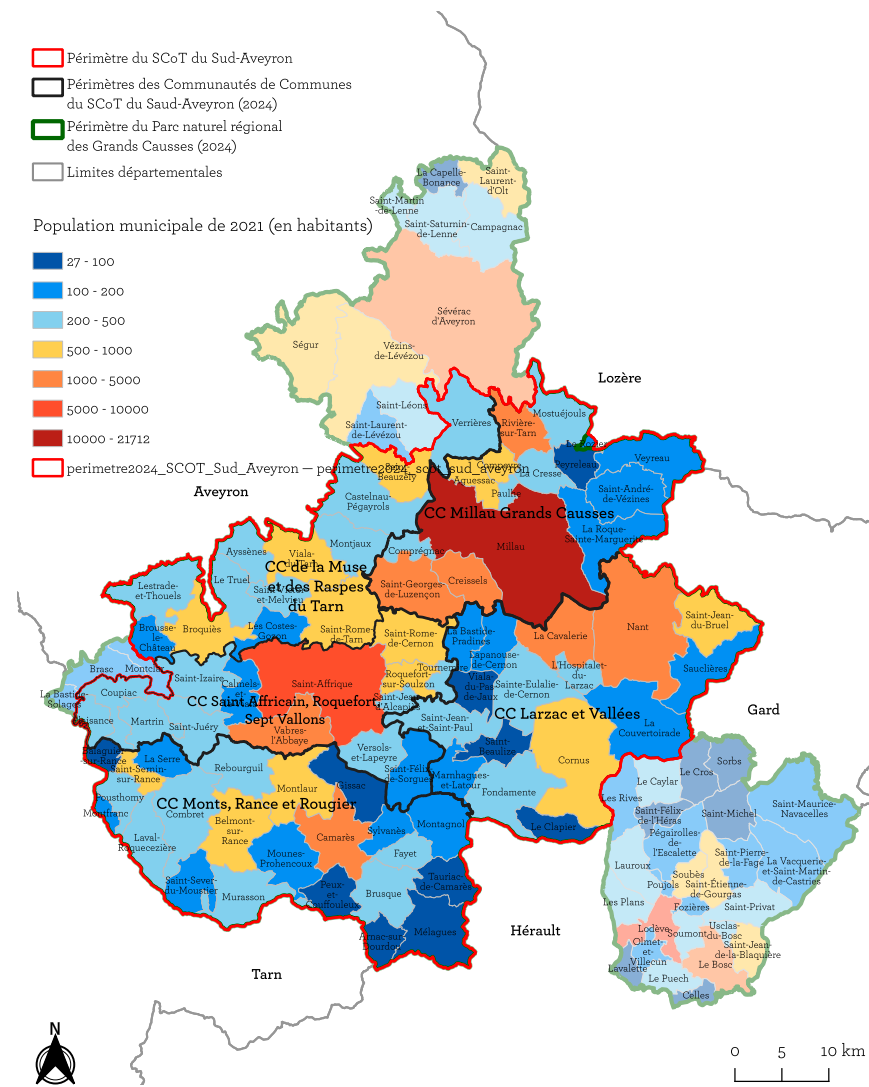 Périmètre du SCoT du Sud-Aveyron
Périmètres des Communautés de Communes
du SCoT du Saud-Aveyron (2024)
Périmètre du Parc naturel régional
des Grands Causses (2024)
Limites départementales
Population municipale de 2021 (en habitants)
27 - 100
100 - 200
200 - 500
500 - 1000
1000 - 5000
5000 - 10000
10000 - 21712
perimetre2024_SCOT_Sud_Aveyron — perimetre2024_scot_sud_aveyron
La Capelle-
Bonance
Saint-
Laurent-
d'Olt
Saint-Martin
-de-Lenne
Saint-Saturnin-
de-Lenne
Campagnac
Sévérac
d'Aveyron
Ségur
Vézins-
de-Lévézou
Lozère
Saint-Léons
Saint-Laurent-
de-Lévézou
Verrières
Rivière-
sur-Tarn
Mostuéjouls
Le Rozier
Peyreleau
Veyreau
Saint-André-
de-Vézines
La Roque-
Sainte-Marguerite
Aveyron
Beauzély
Compeyre
Aguessac
La Cresse
Paulhe
Castelnau-
Pégayrols
CC Millau Grands Causses
Millau
Montjaux
Comprégnac
Ayssènes
Viala-
du-Tarn
CC de la Muse
et des Raspes
du Tarn
Le Truel
Saint-Victor-
et-Melvieu
Lestrade-
et-Thouels
Saint-Georges-
de-Luzençon
Creissels
Brousse-
le-
Château
Broquiès
Les Costes-
Gozon
Saint-Rome-
de-Tarn
Saint-Rome-
de-Cernon
La Bastide-
Pradines
La Cavalerie
Nant
Saint-Jean-
du-Bruel
Sauclières
Lapanouse-
de-Cernon
Tournemire
Roquefort-
sur-Soulzon
Viala-
du-Pas-
de-Jaux
Sainte-Eulalie-
de-Cernon
L'Hospitalet-
du-
Larzac
Brasc
Montclar
La Bastide-
Solages
Coupiac
Saint-Izaire
Calmels-
et-
Saint-Affrique
Saint-Jean-
d'Alcapiès
CC Saint Affricain, Roquefort,
Sept Vallons
CC Larzac et Vallées
Plaisance
Martrin
Saint-Juéry
Vabres-
l'Abbaye
Saint-Jean-
et-Saint-Paul
La
Couvertoirade
Gard
Balaguier-
sur-Rance
La Serre
Saint-Sernin-
sur-Rance
Rebourguil
Versols-
et-Lapeyre
Saint-
Beaulize
Cornus
Saint-Félix-
de-Sorgues
Marnhagues-
et-Latour
Gissac
Montlaur
CC Monts, Rance et Rougier
Pousthomy
Montfranc
Combret
Belmont-
sur-
Rance
Fondamente
Le Clapier
Camarès
Sylvanès
Montagnol
Laval-
Roquecezière
Mounes-
Prohencoux
Fayet
Saint-Sever-
du-Moustier
Murasson
Peux-
et-
Couffouleux
Brusque
Tauriac-
de-Camarès
Arnac-sur-
Dourdou
Mélagues
Hérault
Tarn
Sorbs
Le Cros
Le Caylar
Les Rives
Saint-Félix-
de-l'Héras
Saint-Michel
Saint-Maurice-
Navacelles
Pégairolles-
de-
l'Escalette
Saint-Pierre-
de-la-Fage
La Vacquerie-
et-Saint-Martin-
de-Castries
Lauroux
Soubès
Poujols
Saint-Étienne-
de-Gourgas
Les Plans
Fozières
Saint-Privat
Lodève
Soumont
Usclas-
du-Bosc
Olmet-
et-
Villecun
Saint-Jean-
de-la-Blaquière
Lavalette
Le Bosc
Le Puech
Celles
N
0 5 10 km